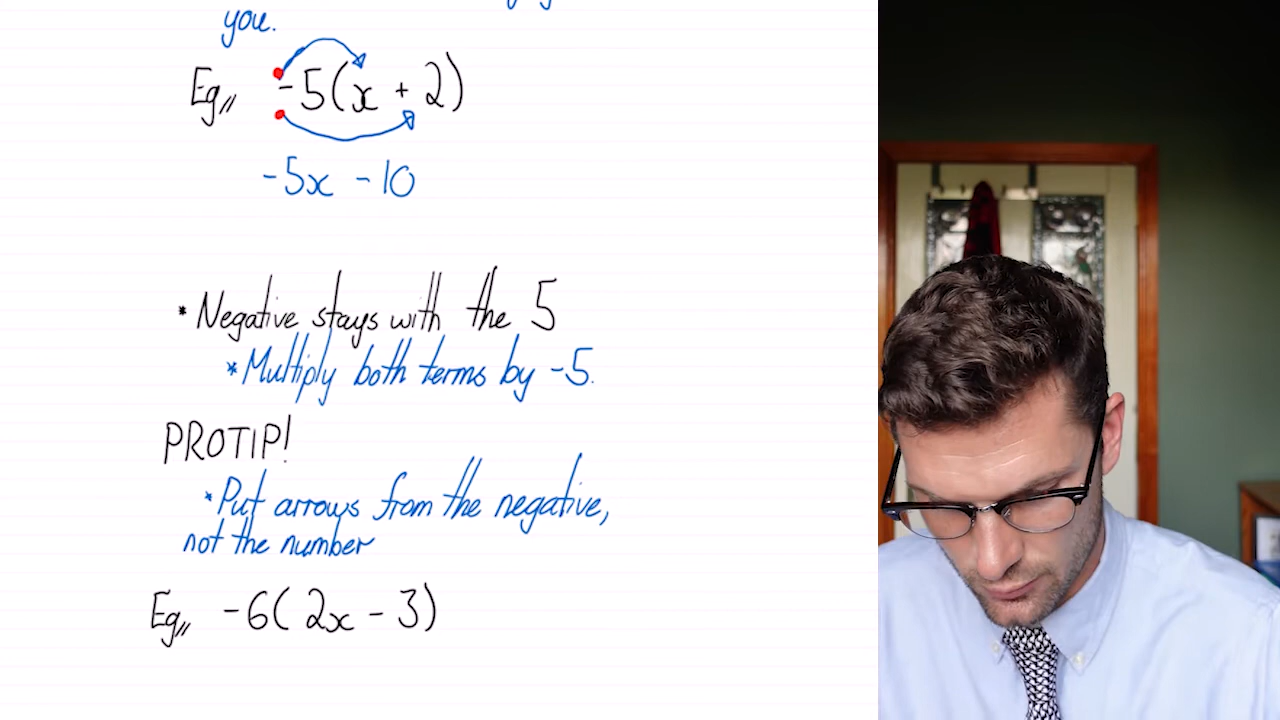 you.
Eg// -5(x + 2)
-5x - 10
* Negative stays with the 5
* Multiply both terms by -5.
PROTIP!
* Put arrows from the negative,
not the number
Eg// -6( 2x - 3)